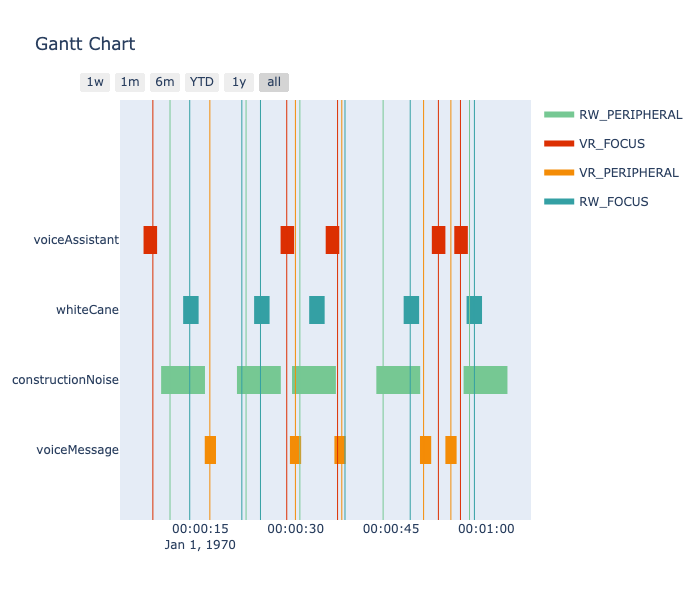 Gantt Chart
1w 1m 6m YTD 1y all
RW_PERIPHERAL
VR_FOCUS
VR_PERIPHERAL
RW_FOCUS
voiceAssistant
whiteCane
constructionNoise
voiceMessage
00:00:15 00:00:30 00:00:45 00:01:00
Jan 1, 1970